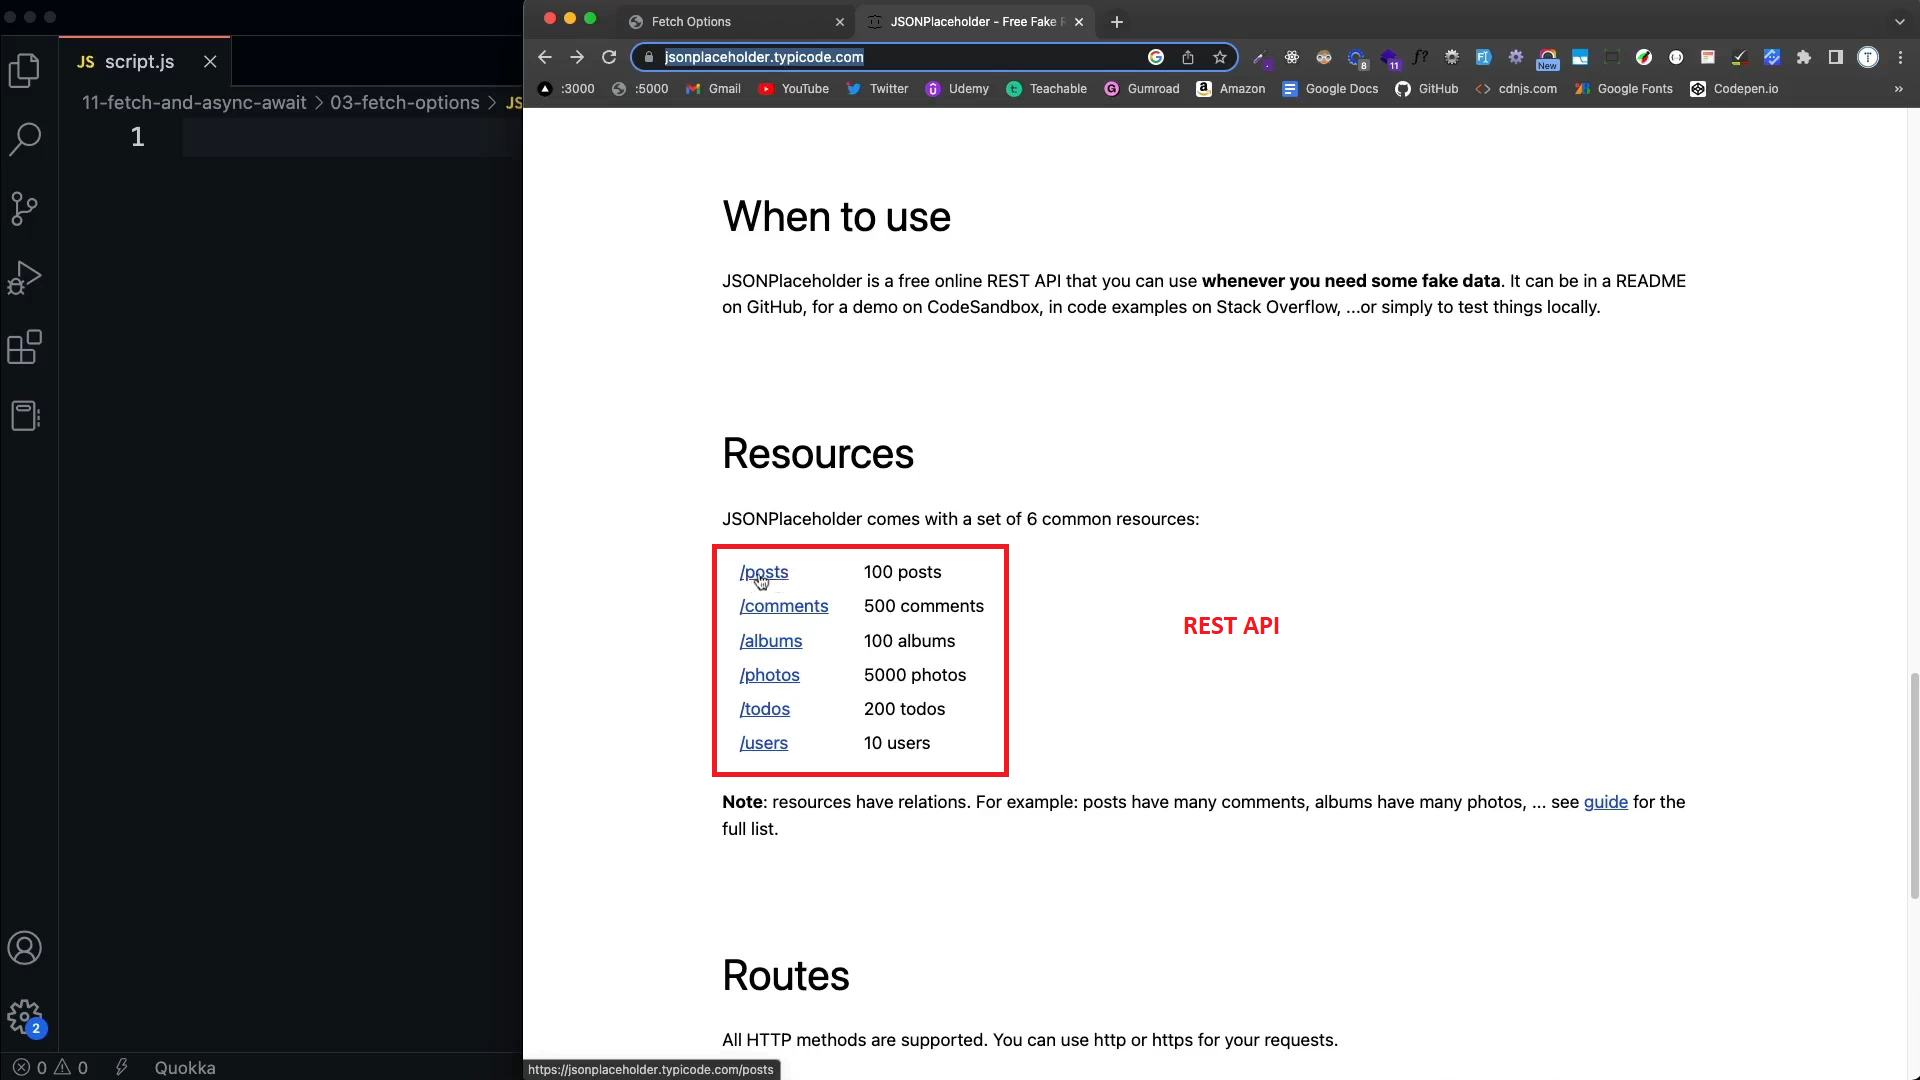 JS script.js
11-fetch-and-async-await > 03-fetch-options > JS
1
2
0 0 Quokka
Fetch Options
JSONPlaceholder - Free Fake R
jsonplaceholder.typicode.com
f?
8
11
New
T
:3000 :5000 Gmail YouTube Twitter Udemy Teachable Gumroad Amazon Google Docs GitHub cdnjs.com Google Fonts Codepen.io »
When to use
JSONPlaceholder is a free online REST API that you can use whenever you need some fake data. It can be in a README
on GitHub, for a demo on CodeSandbox, in code examples on Stack Overflow, ...or simply to test things locally.
Resources
JSONPlaceholder comes with a set of 6 common resources:
/posts 100 posts
/comments 500 comments
/albums 100 albums
/photos 5000 photos
/todos 200 todos
/users 10 users
REST API
Note: resources have relations. For example: posts have many comments, albums have many photos, ... see guide for the
full list.
Routes
All HTTP methods are supported. You can use http or https for your requests.
https://jsonplaceholder.typicode.com/posts